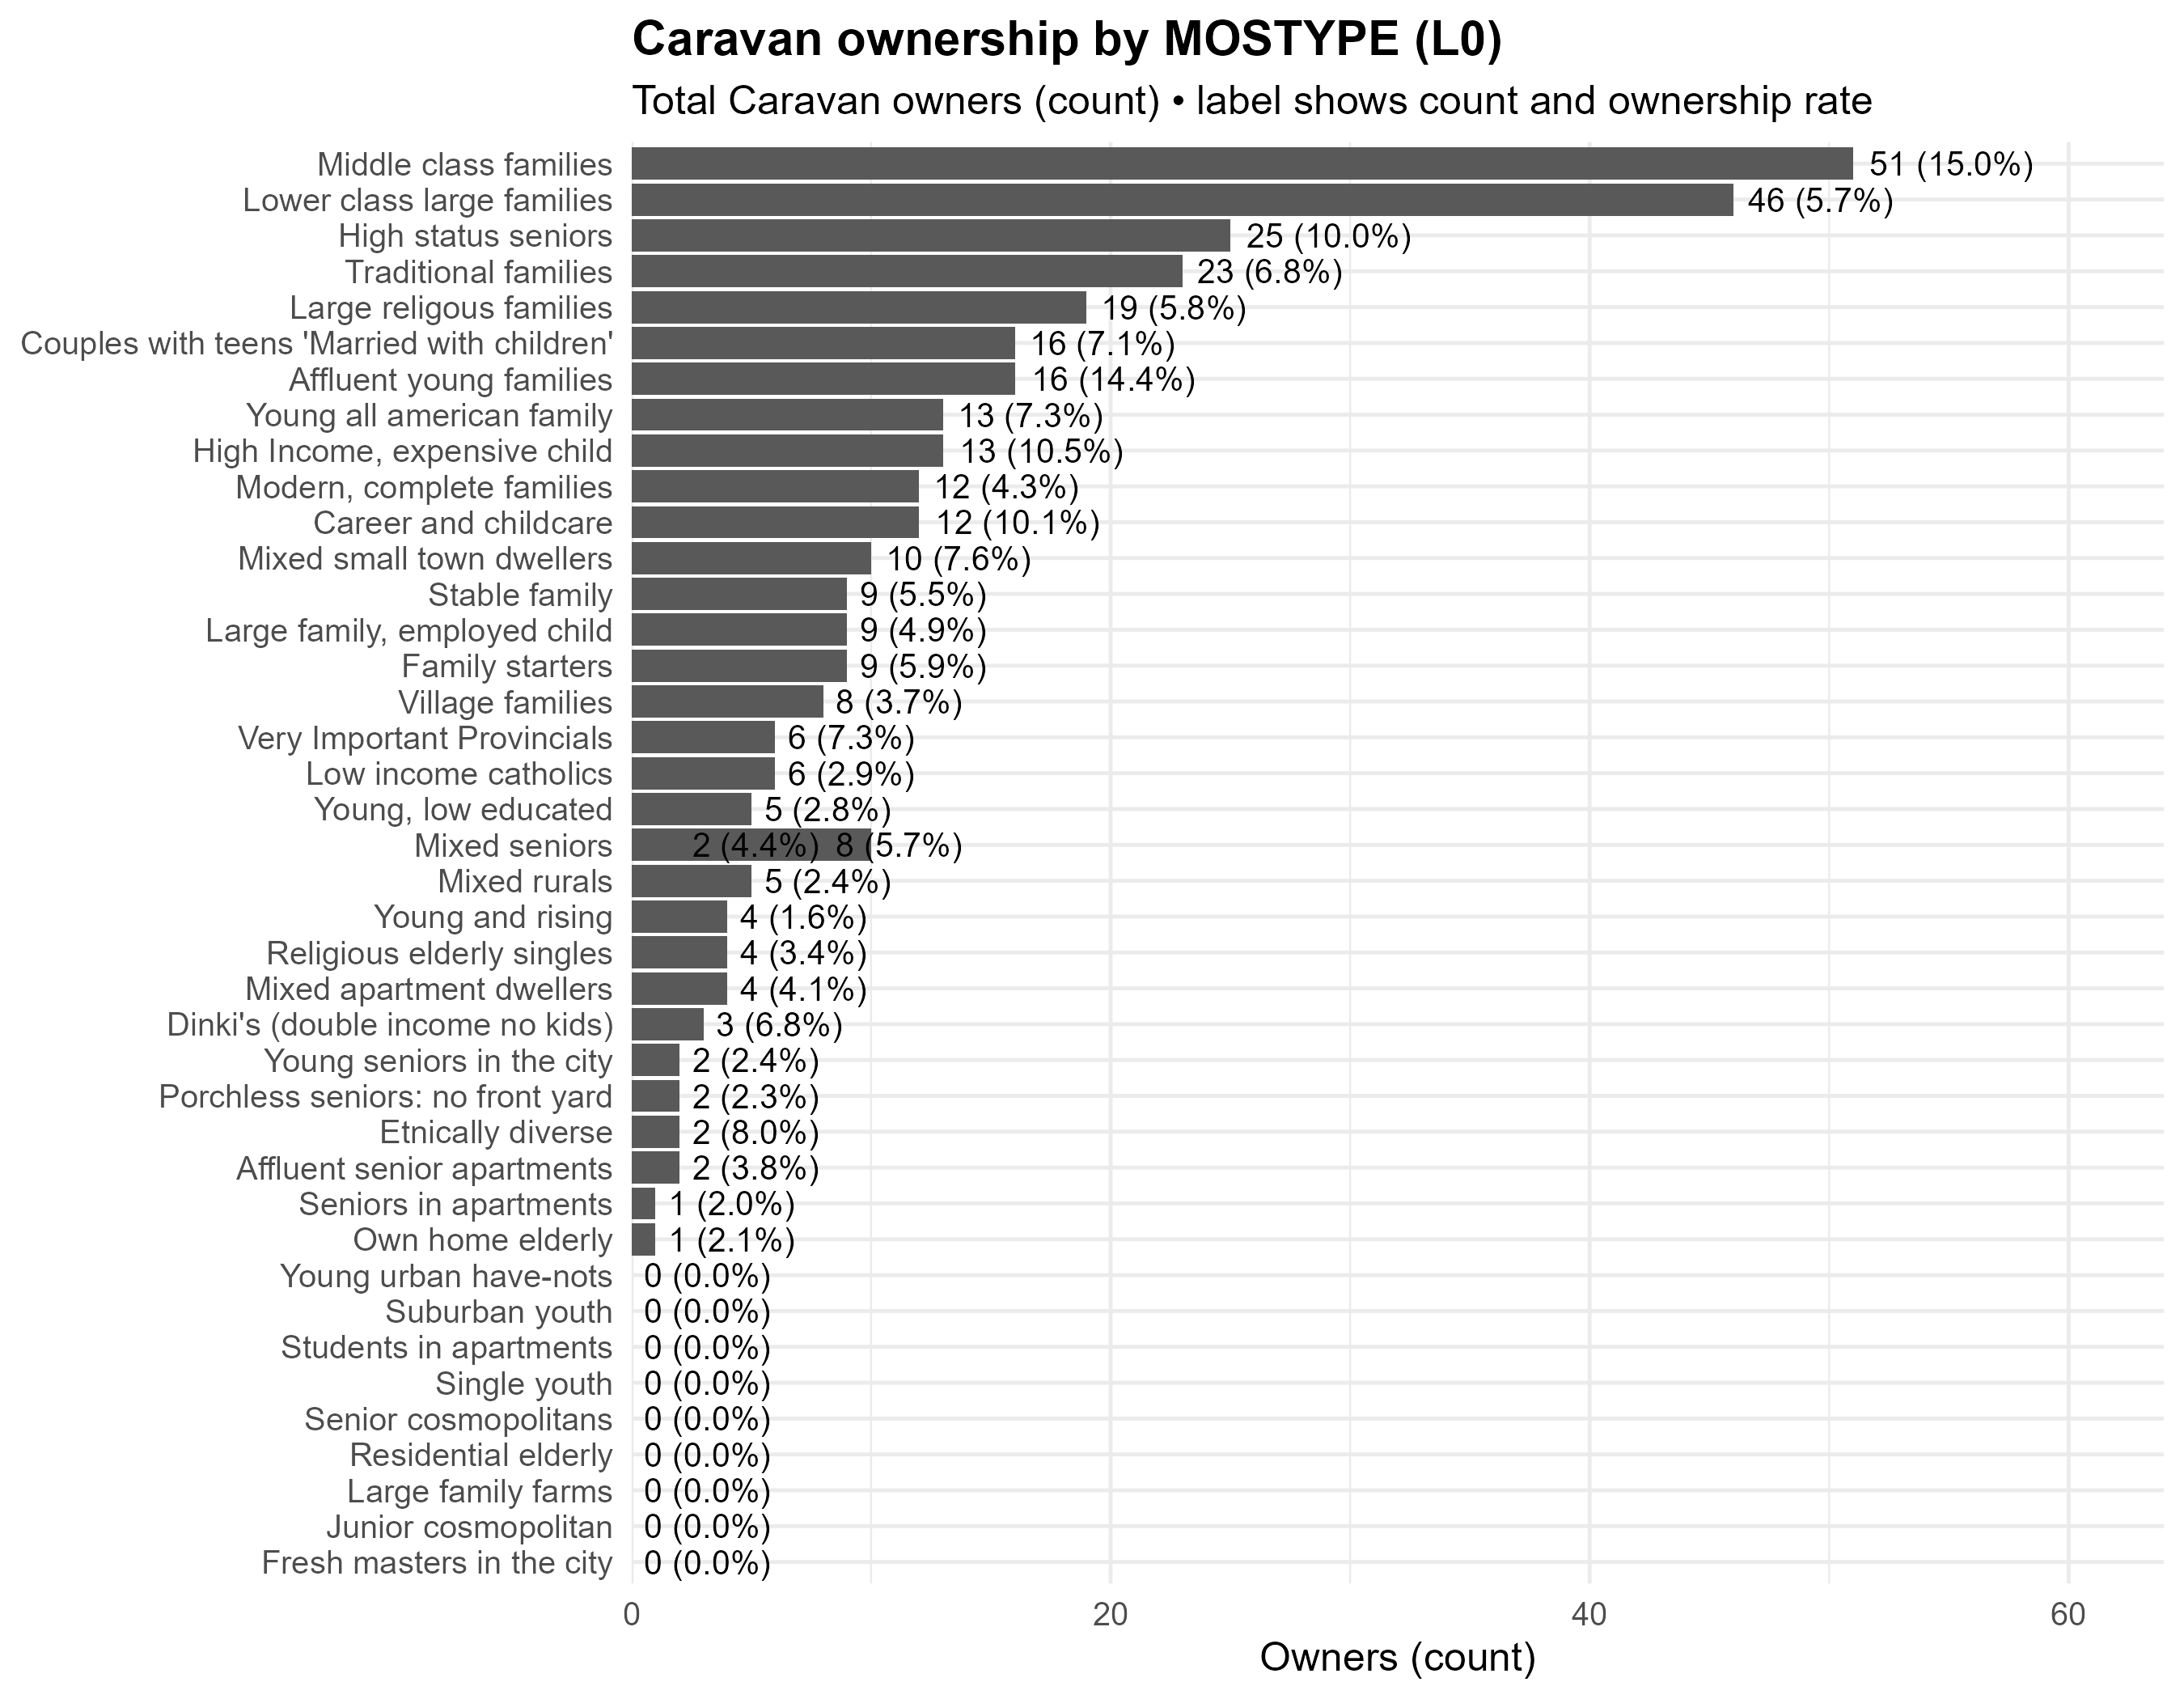 Caravan ownership by MOSTYPE (L0)
Total Caravan owners (count) • label shows count and ownership rate
Middle class families 51 (15.0%)
Lower class large families 46 (5.7%)
High status seniors 25 (10.0%)
Traditional families 23 (6.8%)
Large religous families 19 (5.8%)
Couples with teens 'Married with children' 16 (7.1%)
Affluent young families 16 (14.4%)
Young all american family 13 (7.3%)
High Income, expensive child 13 (10.5%)
Modern, complete families 12 (4.3%)
Career and childcare 12 (10.1%)
Mixed small town dwellers 10 (7.6%)
Stable family 9 (5.5%)
Large family, employed child 9 (4.9%)
Family starters 9 (5.9%)
Village families 8 (3.7%)
Very Important Provincials 6 (7.3%)
Low income catholics 6 (2.9%)
Young, low educated 5 (2.8%)
Mixed seniors 2 (4.4%) 8 (5.7%)
Mixed rurals 5 (2.4%)
Young and rising 4 (1.6%)
Religious elderly singles 4 (3.4%)
Mixed apartment dwellers 4 (4.1%)
Dinki's (double income no kids) 3 (6.8%)
Young seniors in the city 2 (2.4%)
Porchless seniors: no front yard 2 (2.3%)
Etnically diverse 2 (8.0%)
Affluent senior apartments 2 (3.8%)
Seniors in apartments 1 (2.0%)
Own home elderly 1 (2.1%)
Young urban have-nots 0 (0.0%)
Suburban youth 0 (0.0%)
Students in apartments 0 (0.0%)
Single youth 0 (0.0%)
Senior cosmopolitans 0 (0.0%)
Residential elderly 0 (0.0%)
Large family farms 0 (0.0%)
Junior cosmopolitan 0 (0.0%)
Fresh masters in the city 0 (0.0%)
0 20 40 60
Owners (count)